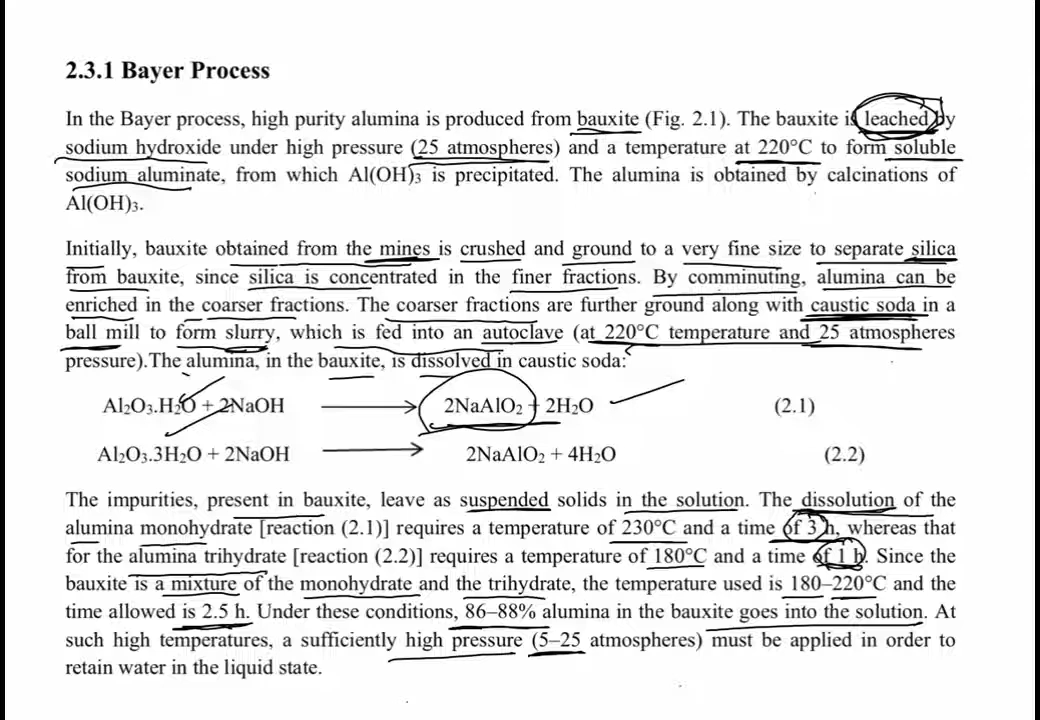 2.3.1 Bayer Process
In the Bayer process, high purity alumina is produced from bauxite (Fig. 2.1). The bauxite is leached by
sodium hydroxide under high pressure (25 atmospheres) and a temperature at 220°C to form soluble
sodium aluminate, from which Al(OH)₃ is precipitated. The alumina is obtained by calcinations of
Al(OH)₃.
Initially, bauxite obtained from the mines is crushed and ground to a very fine size to separate silica
from bauxite, since silica is concentrated in the finer fractions. By comminuting, alumina can be
enriched in the coarser fractions. The coarser fractions are further ground along with caustic soda in a
ball mill to form slurry, which is fed into an autoclave (at 220°C temperature and 25 atmospheres
pressure).The alumina, in the bauxite, is dissolved in caustic soda:
Al₂O₃.H₂O + 2NaOH ⟶ 2NaAlO₂ + 2H₂O (2.1)
Al₂O₃.3H₂O + 2NaOH ⟶ 2NaAlO₂ + 4H₂O (2.2)
The impurities, present in bauxite, leave as suspended solids in the solution. The dissolution of the
alumina monohydrate [reaction (2.1)] requires a temperature of 230°C and a time of 3 h, whereas that
for the alumina trihydrate [reaction (2.2)] requires a temperature of 180°C and a time of 1 h. Since the
bauxite is a mixture of the monohydrate and the trihydrate, the temperature used is 180–220°C and the
time allowed is 2.5 h. Under these conditions, 86–88% alumina in the bauxite goes into the solution. At
such high temperatures, a sufficiently high pressure (5–25 atmospheres) must be applied in order to
retain water in the liquid state.